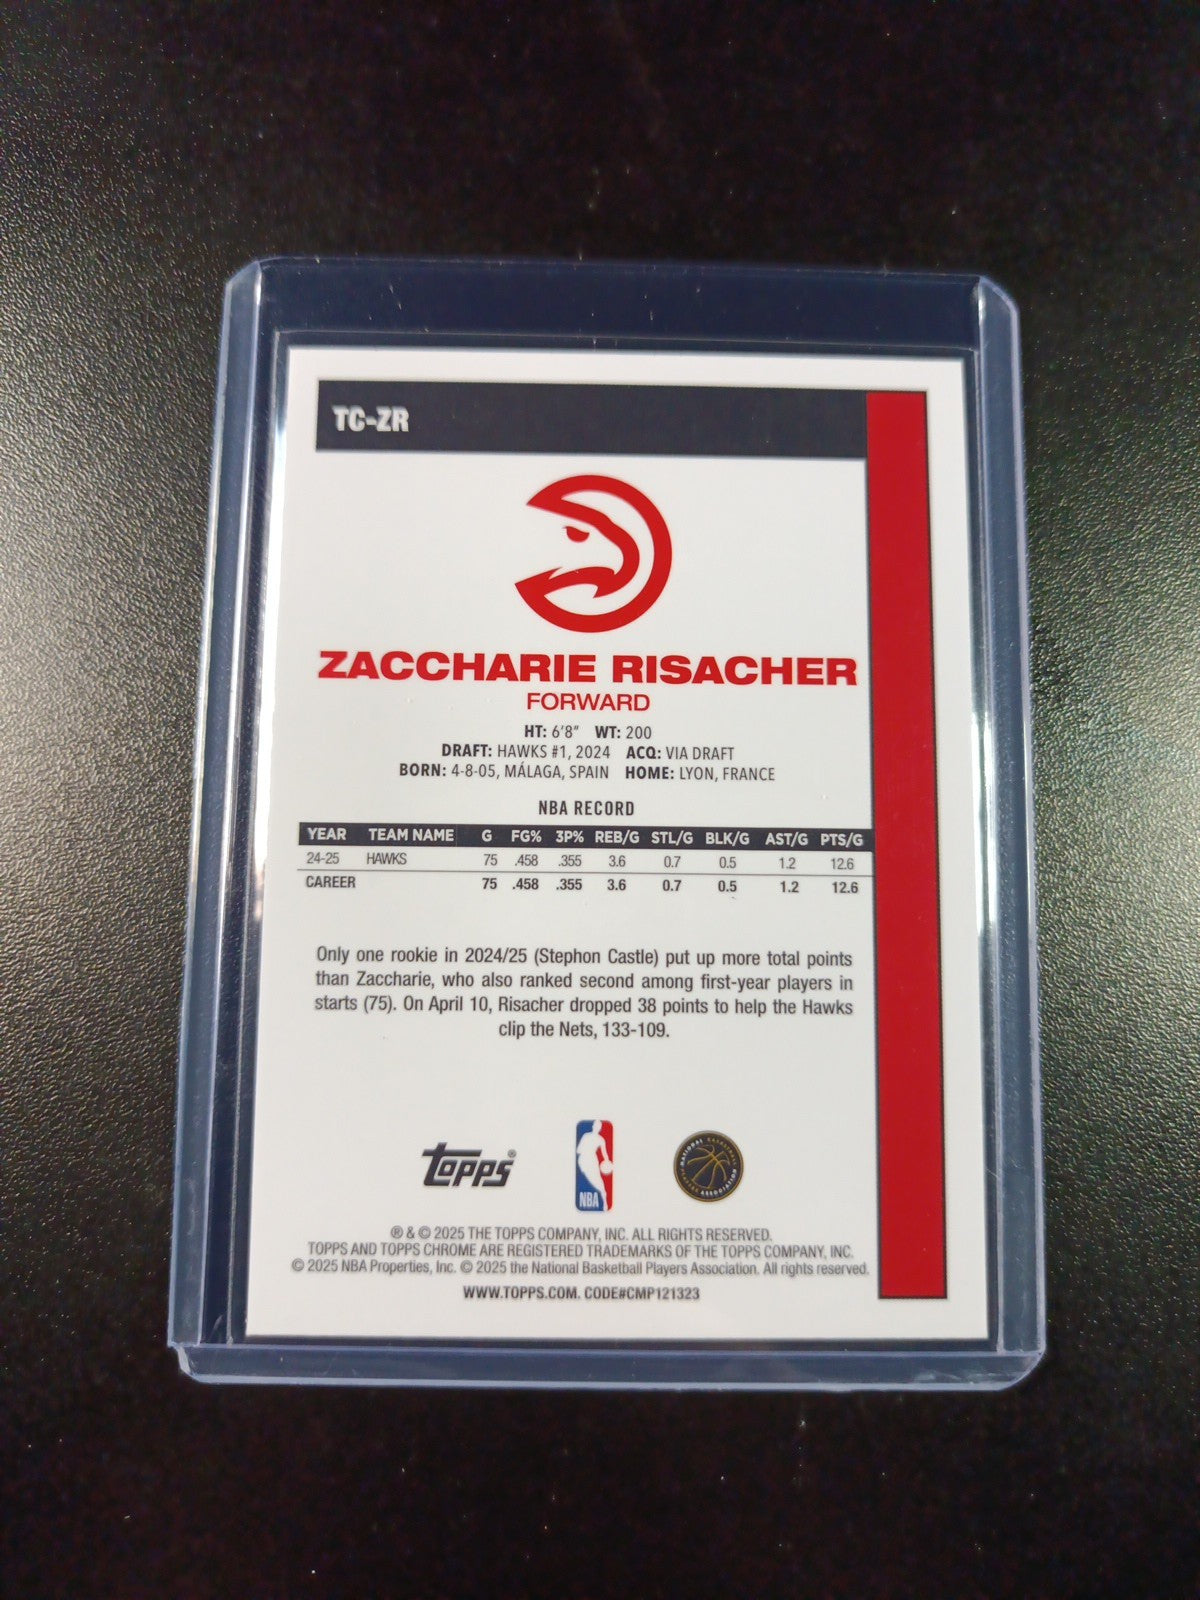 TC-ZR
ZACCHARIE RISACHER
FORWARD
HT: 6'8" WT: 200
DRAFT: HAWKS #1, 2024 ACQ: VIA DRAFT
BORN: 4-8-05, MÁLAGA, SPAIN HOME: LYON, FRANCE
NBA RECORD
YEAR TEAM NAME G FG% 3P% REB/G STL/G BLK/G AST/G PTS/G
24-25 HAWKS 75 .458 .355 3.6 0.7 0.5 1.2 12.6
CAREER 75 .458 .355 3.6 0.7 0.5 1.2 12.6
Only one rookie in 2024/25 (Stephon Castle) put up more total points
than Zaccharie, who also ranked second among first-year players in
starts (75). On April 10, Risacher dropped 38 points to help the Hawks
clip the Nets, 133-109.
topps®
NBA
NATIONAL BASKETBALL PLAYERS ASSOCIATION
® & © 2025 THE TOPPS COMPANY, INC. ALL RIGHTS RESERVED.
TOPPS AND TOPPS CHROME ARE REGISTERED TRADEMARKS OF THE TOPPS COMPANY, INC.
© 2025 NBA Properties, Inc. © 2025 the National Basketball Players Association. All rights reserved.
WWW.TOPPS.COM. CODE#CMP121323